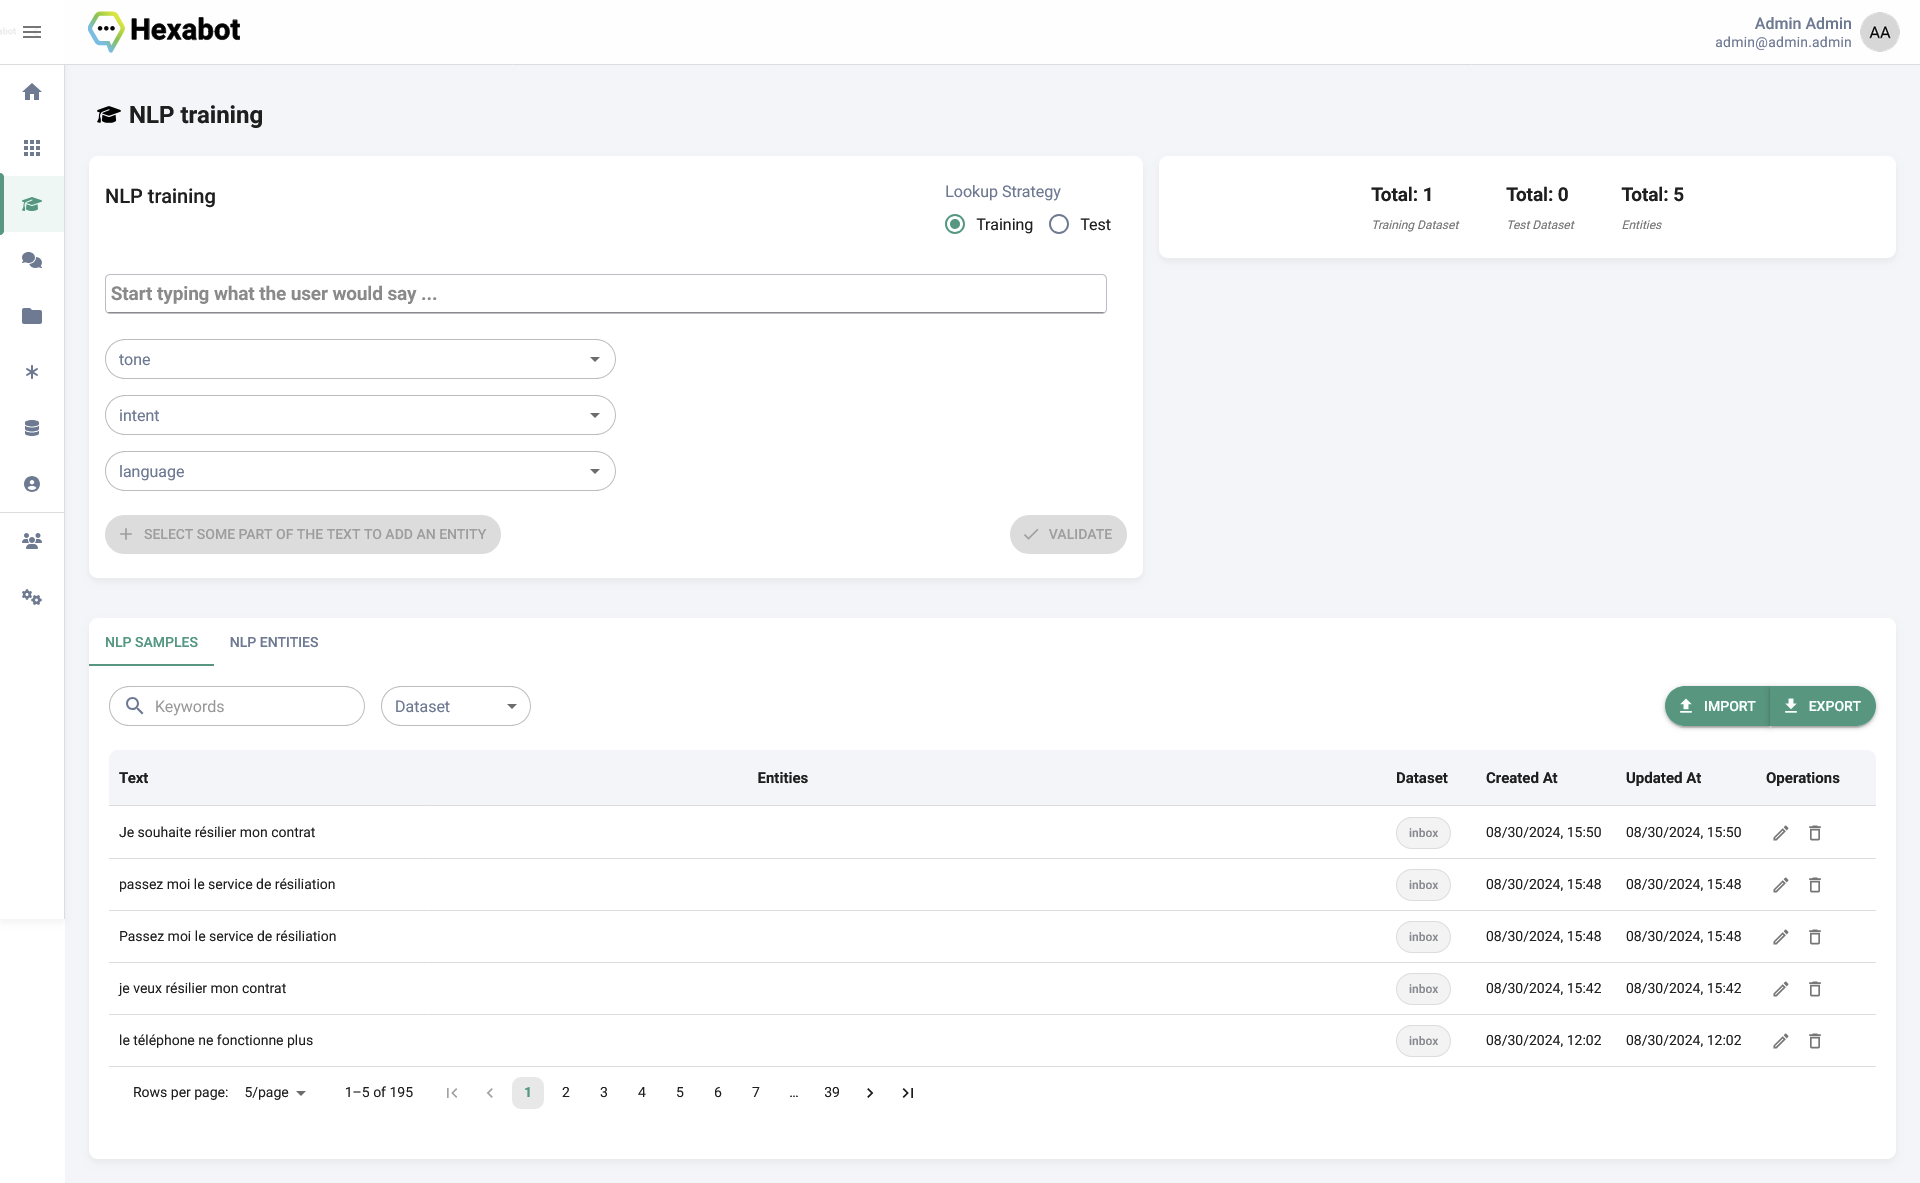 Hexabot
Admin Admin
admin@admin.admin
AA
NLP training
NLP training
Lookup Strategy
Training
Test
Total: 1
Training Dataset
Total: 0
Test Dataset
Total: 5
Entities
Start typing what the user would say ...
tone
intent
language
SELECT SOME PART OF THE TEXT TO ADD AN ENTITY
VALIDATE
NLP SAMPLES NLP ENTITIES
Keywords
Dataset
IMPORT
EXPORT
Text Entities Dataset Created At Updated At Operations
Je souhaite résilier mon contrat inbox 08/30/2024, 15:50 08/30/2024, 15:50
passez moi le service de résiliation inbox 08/30/2024, 15:48 08/30/2024, 15:48
Passez moi le service de résiliation inbox 08/30/2024, 15:48 08/30/2024, 15:48
je veux résilier mon contrat inbox 08/30/2024, 15:42 08/30/2024, 15:42
le téléphone ne fonctionne plus inbox 08/30/2024, 12:02 08/30/2024, 12:02
Rows per page: 5/page 1–5 of 195 1 2 3 4 5 6 7 ... 39